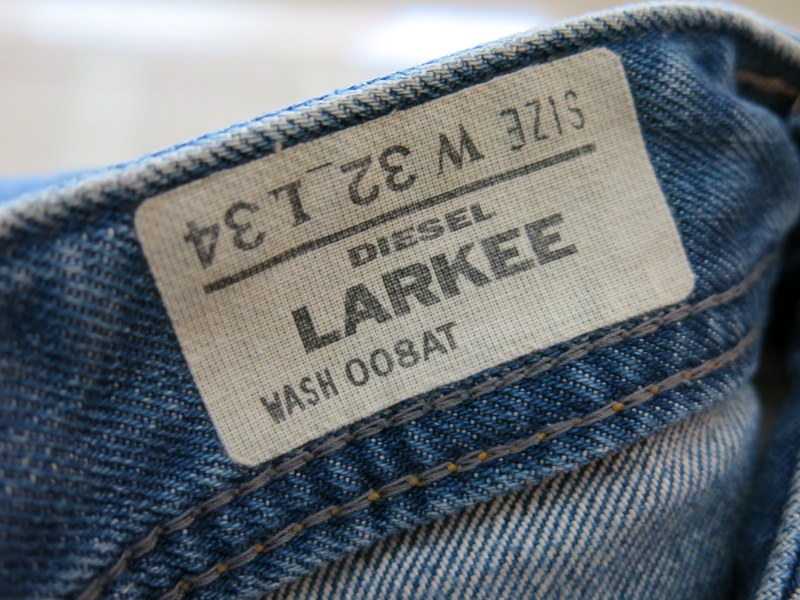 SIZE W 32 L 34
DIESEL
LARKEE
WASH 008AT